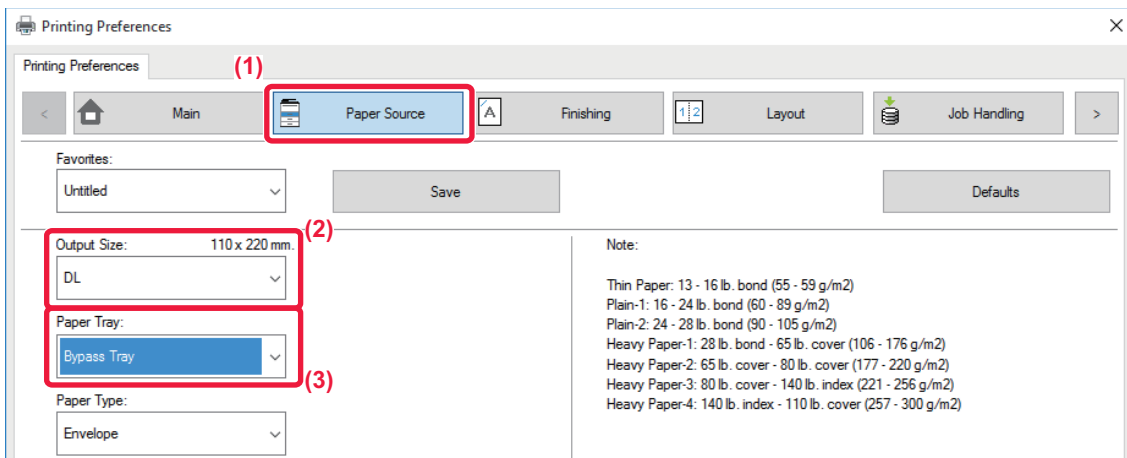 Printing Preferences
Printing Preferences
(1)
< Main Paper Source A Finishing 1 2 Layout Job Handling >
Favorites:
Untitled Save Defaults
(2)
Output Size: 110 x 220 mm.
DL
Paper Tray:
Bypass Tray
(3)
Paper Type:
Envelope
Note:
Thin Paper: 13 - 16 lb. bond (55 - 59 g/m2)
Plain-1: 16 - 24 lb. bond (60 - 89 g/m2)
Plain-2: 24 - 28 lb. bond (90 - 105 g/m2)
Heavy Paper-1: 28 lb. bond - 65 lb. cover (106 - 176 g/m2)
Heavy Paper-2: 65 lb. cover - 80 lb. cover (177 - 220 g/m2)
Heavy Paper-3: 80 lb. cover - 140 lb. index (221 - 256 g/m2)
Heavy Paper-4: 140 lb. index - 110 lb. cover (257 - 300 g/m2)